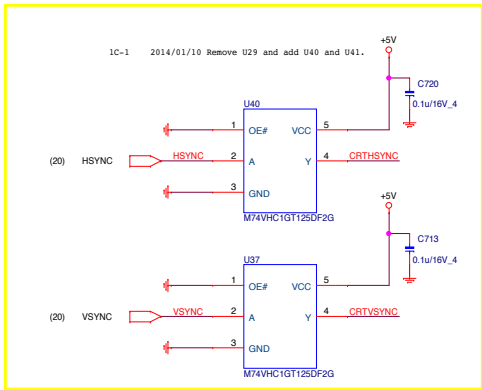 1C-1 2014/01/10 Remove U29 and add U40 and U41.
+5V
C720
0.1u/16V_4
U40
1 OE# VCC 5
(20) HSYNC HSYNC 2 A Y 4 CRTHSYNC
3 GND
M74VHC1GT125DF2G
+5V
C713
0.1u/16V_4
U37
1 OE# VCC 5
(20) VSYNC VSYNC 2 A Y 4 CRTVSYNC
3 GND
M74VHC1GT125DF2G